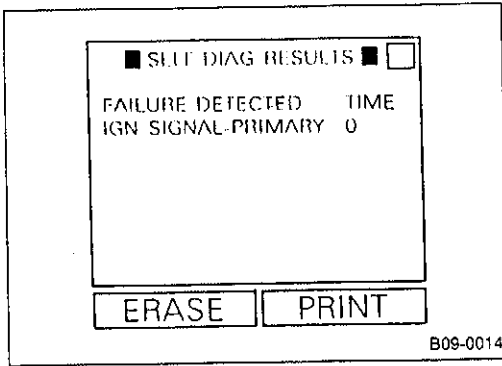 ■ SELF DIAG RESULTS ■
FAILURE DETECTED TIME
IGN SIGNAL-PRIMARY 0
ERASE PRINT
B09-0014